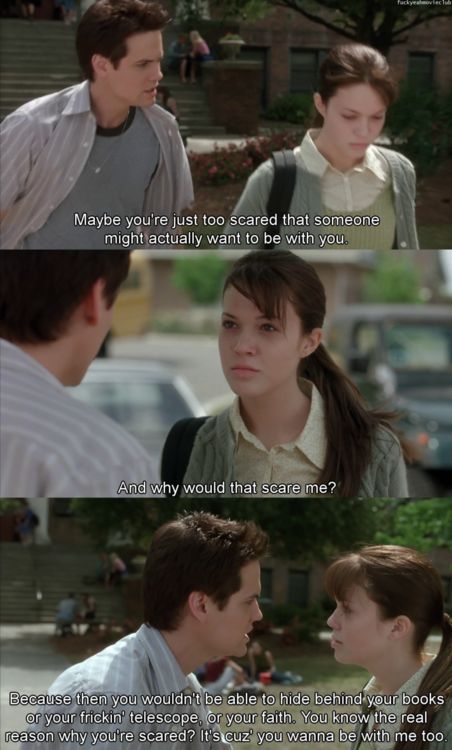 fuckyeahmovieclub
Maybe you're just too scared that someone
might actually want to be with you.
And why would that scare me?
Because then you wouldn't be able to hide behind your books
or your frickin' telescope, or your faith. You know the real
reason why you're scared? It's cuz' you wanna be with me too.